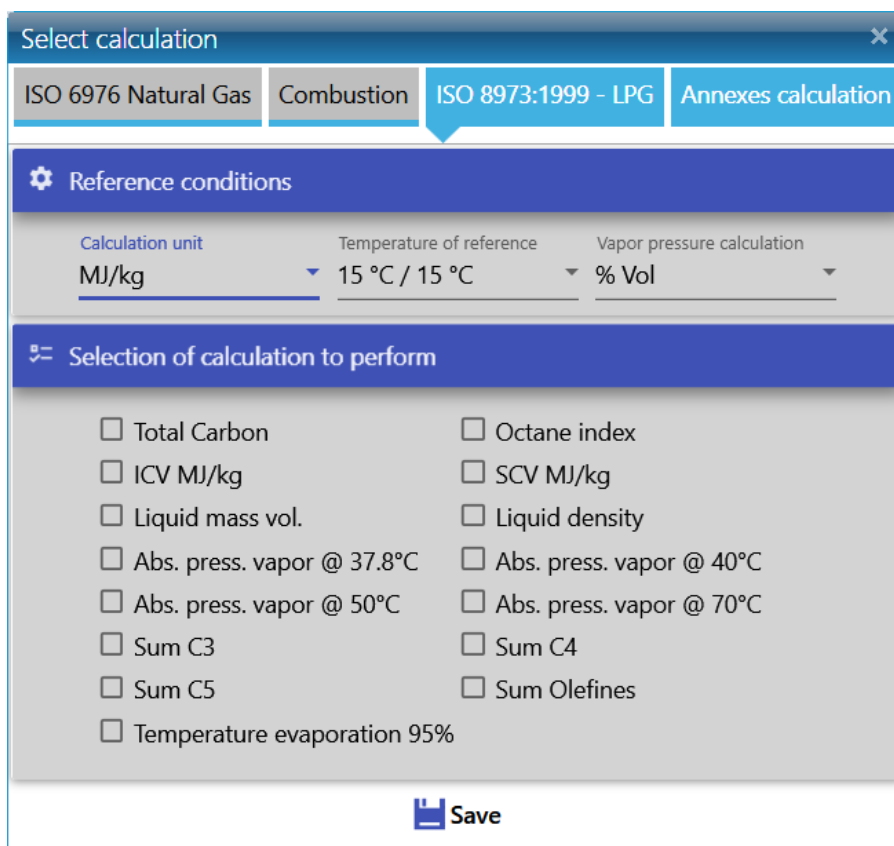 Select calculation
ISO 6976 Natural Gas Combustion ISO 8973:1999 - LPG Annexes calculation
Reference conditions
Calculation unit Temperature of reference Vapor pressure calculation
MJ/kg 15 °C / 15 °C % Vol
Selection of calculation to perform
Total Carbon Octane index
ICV MJ/kg SCV MJ/kg
Liquid mass vol. Liquid density
Abs. press. vapor @ 37.8°C Abs. press. vapor @ 40°C
Abs. press. vapor @ 50°C Abs. press. vapor @ 70°C
Sum C3 Sum C4
Sum C5 Sum Olefines
Temperature evaporation 95%
Save